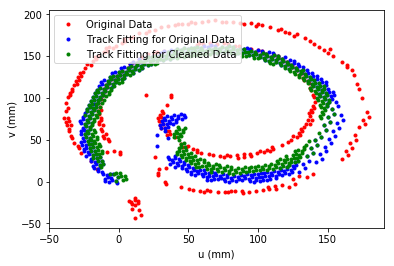 Original Data
Track Fitting for Original Data
Track Fitting for Cleaned Data
200
150
100
50
0
−50
v (mm)
−50 0 50 100 150
u (mm)